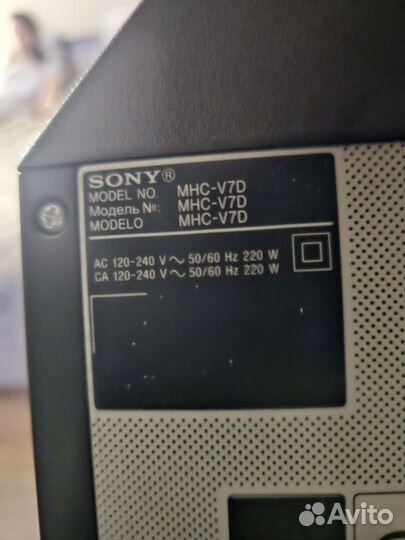 SONY®
MODEL NO. MHC-V7D
Модель №: MHC-V7D
MODELO MHC-V7D
AC 120-240 V ~ 50/60 Hz 220 W
CA 120-240 V ~ 50/60 Hz 220 W
Avito